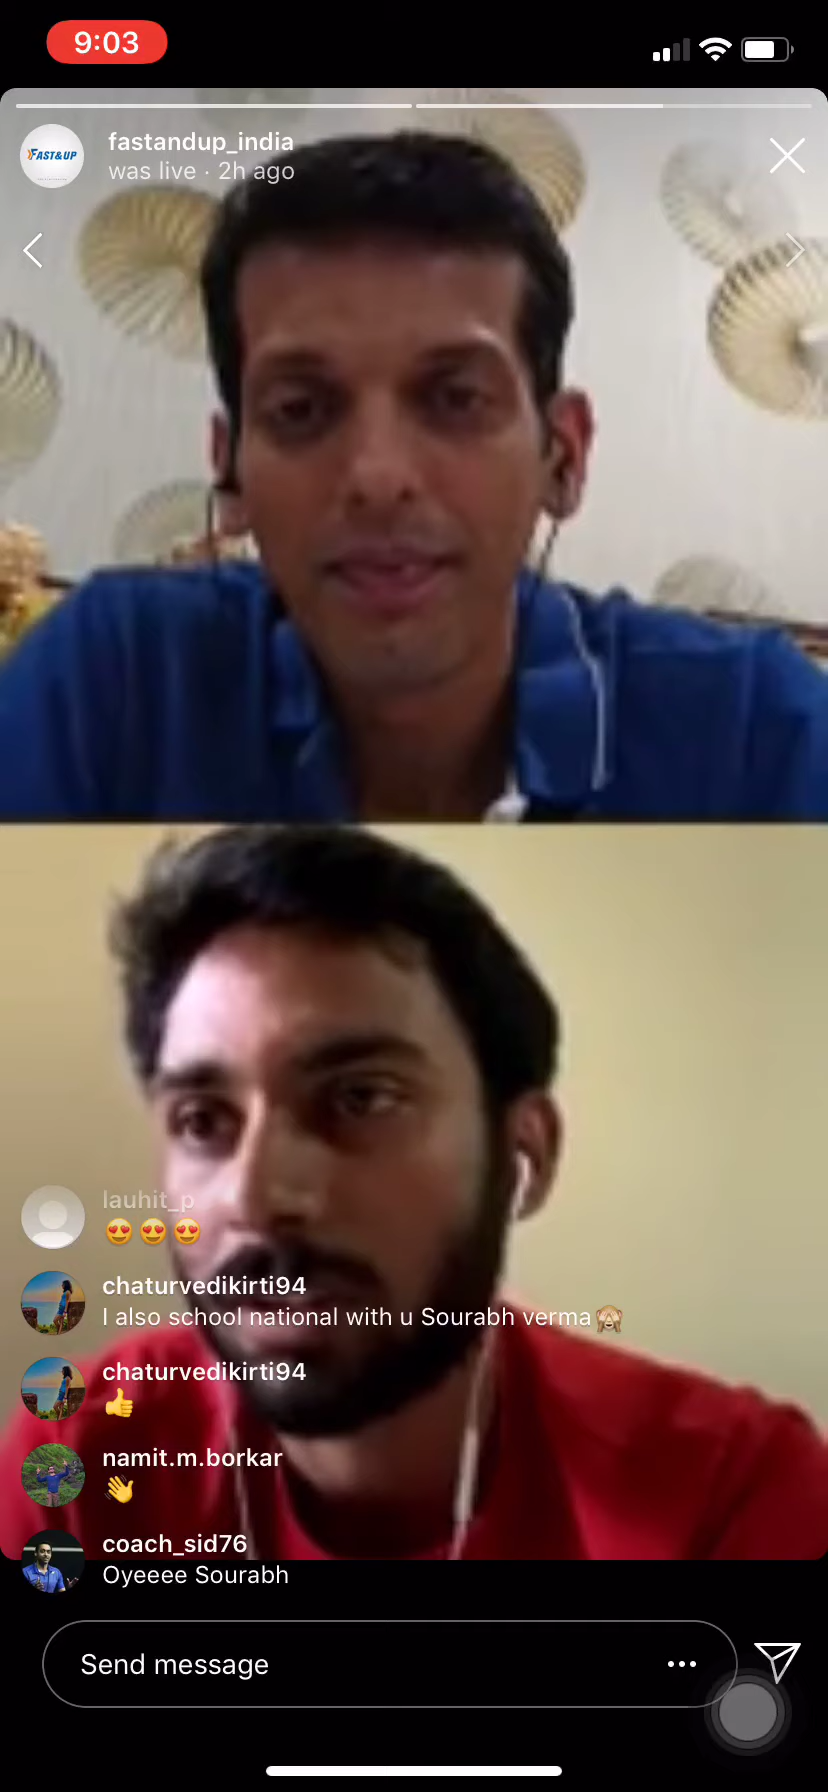 9:03
FAST&UP
fastandup_india
was live · 2h ago
lauhit_p
😍😍😍
chaturvedikirti94
I also school national with u Sourabh verma🙈
chaturvedikirti94
👍
namit.m.borkar
👋
coach_sid76
Oyeeee Sourabh
Send message